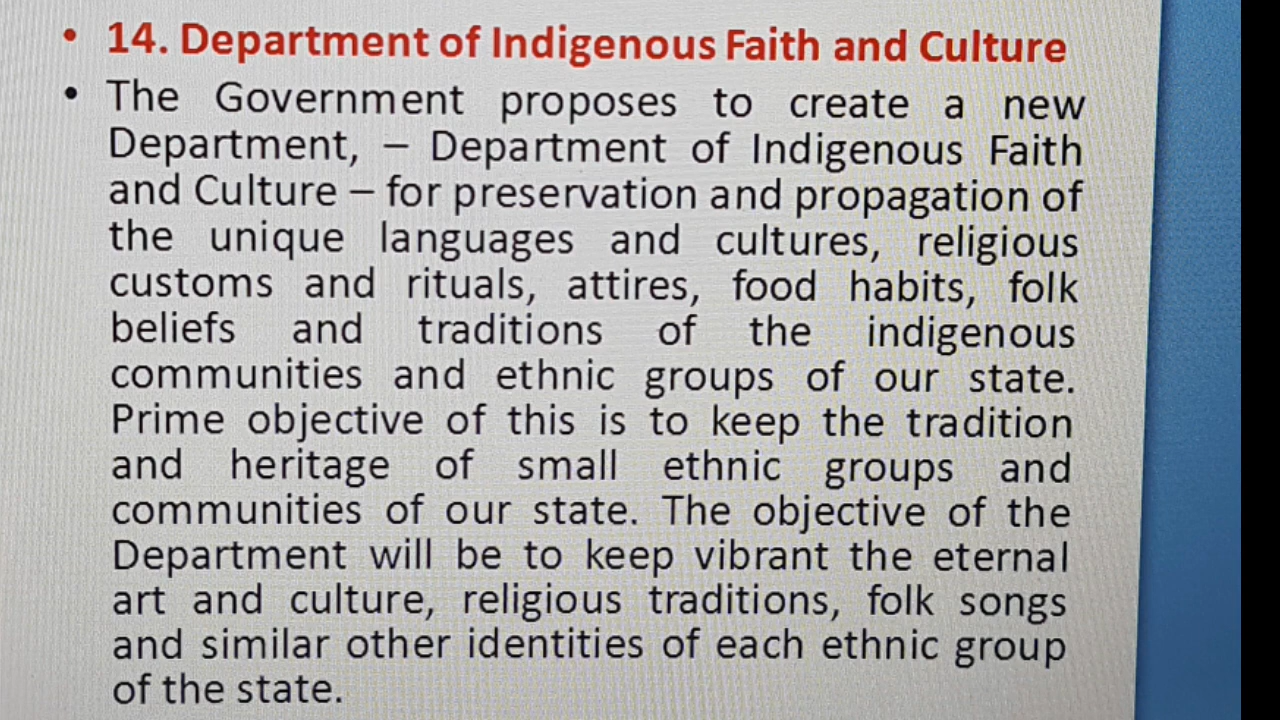 • 14. Department of Indigenous Faith and Culture
• The Government proposes to create a new
Department, – Department of Indigenous Faith
and Culture – for preservation and propagation of
the unique languages and cultures, religious
customs and rituals, attires, food habits, folk
beliefs and traditions of the indigenous
communities and ethnic groups of our state.
Prime objective of this is to keep the tradition
and heritage of small ethnic groups and
communities of our state. The objective of the
Department will be to keep vibrant the eternal
art and culture, religious traditions, folk songs
and similar other identities of each ethnic group
of the state.